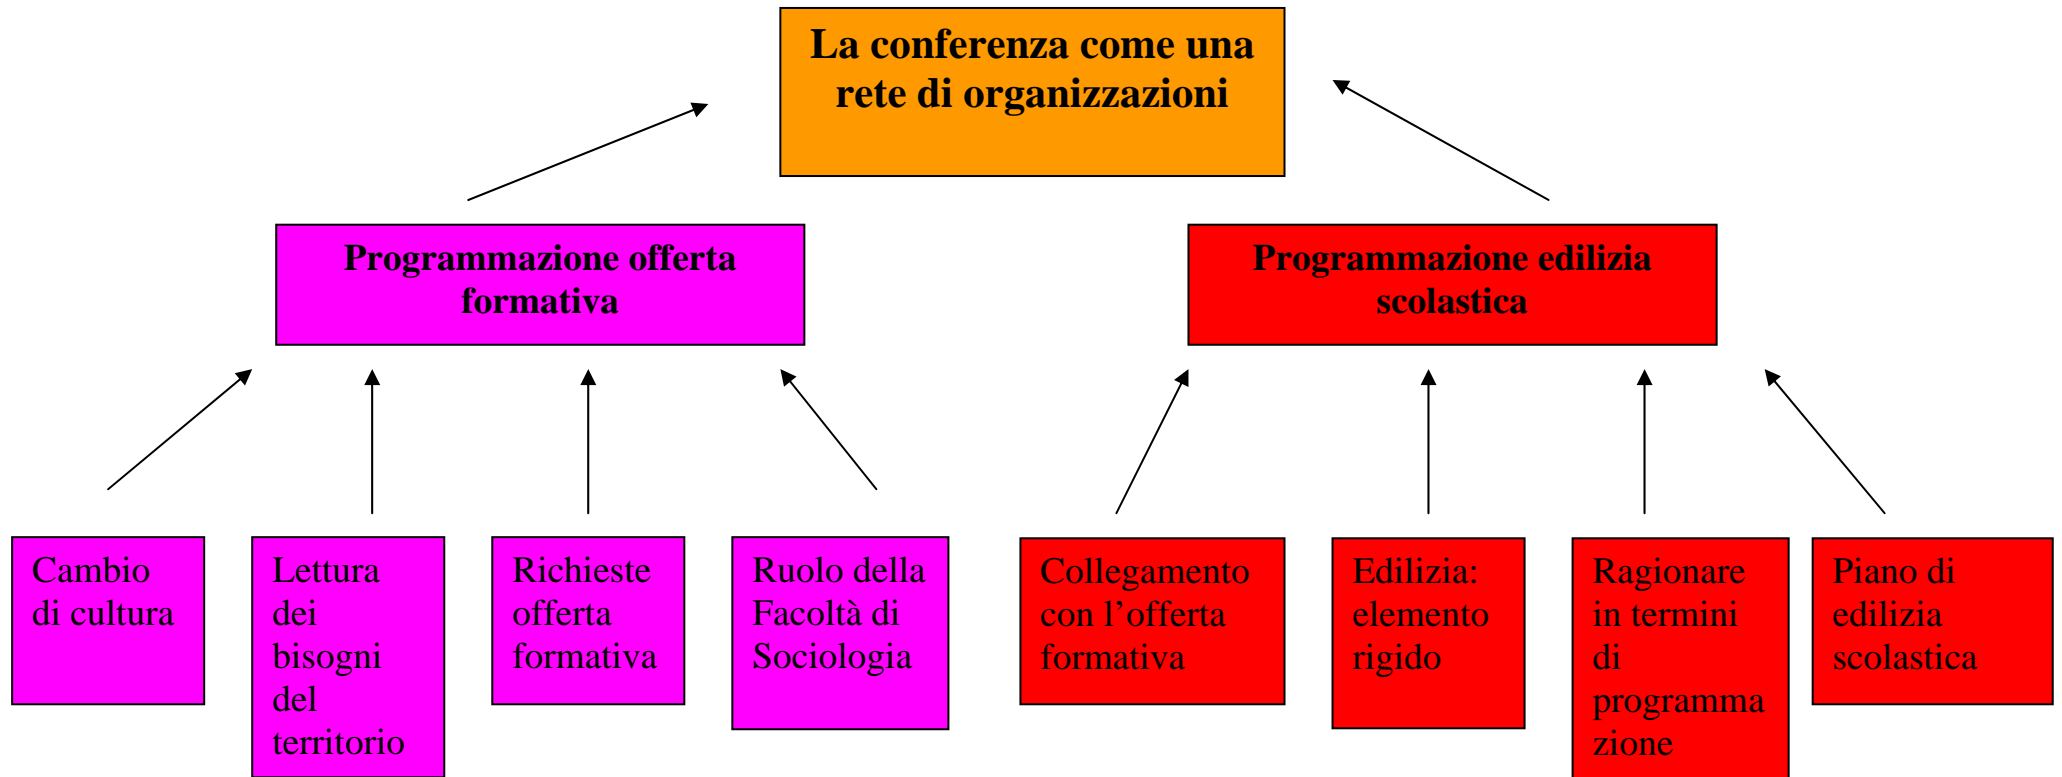 La conferenza come una
rete di organizzazioni
Programmazione offerta
formativa
Programmazione edilizia
scolastica
Cambio
di cultura
Lettura
dei
bisogni
del
territorio
Richieste
offerta
formativa
Ruolo della
Facoltà di
Sociologia
Collegamento
con l’offerta
formativa
Edilizia:
elemento
rigido
Ragionare
in termini
di
programma
zione
Piano di
edilizia
scolastica